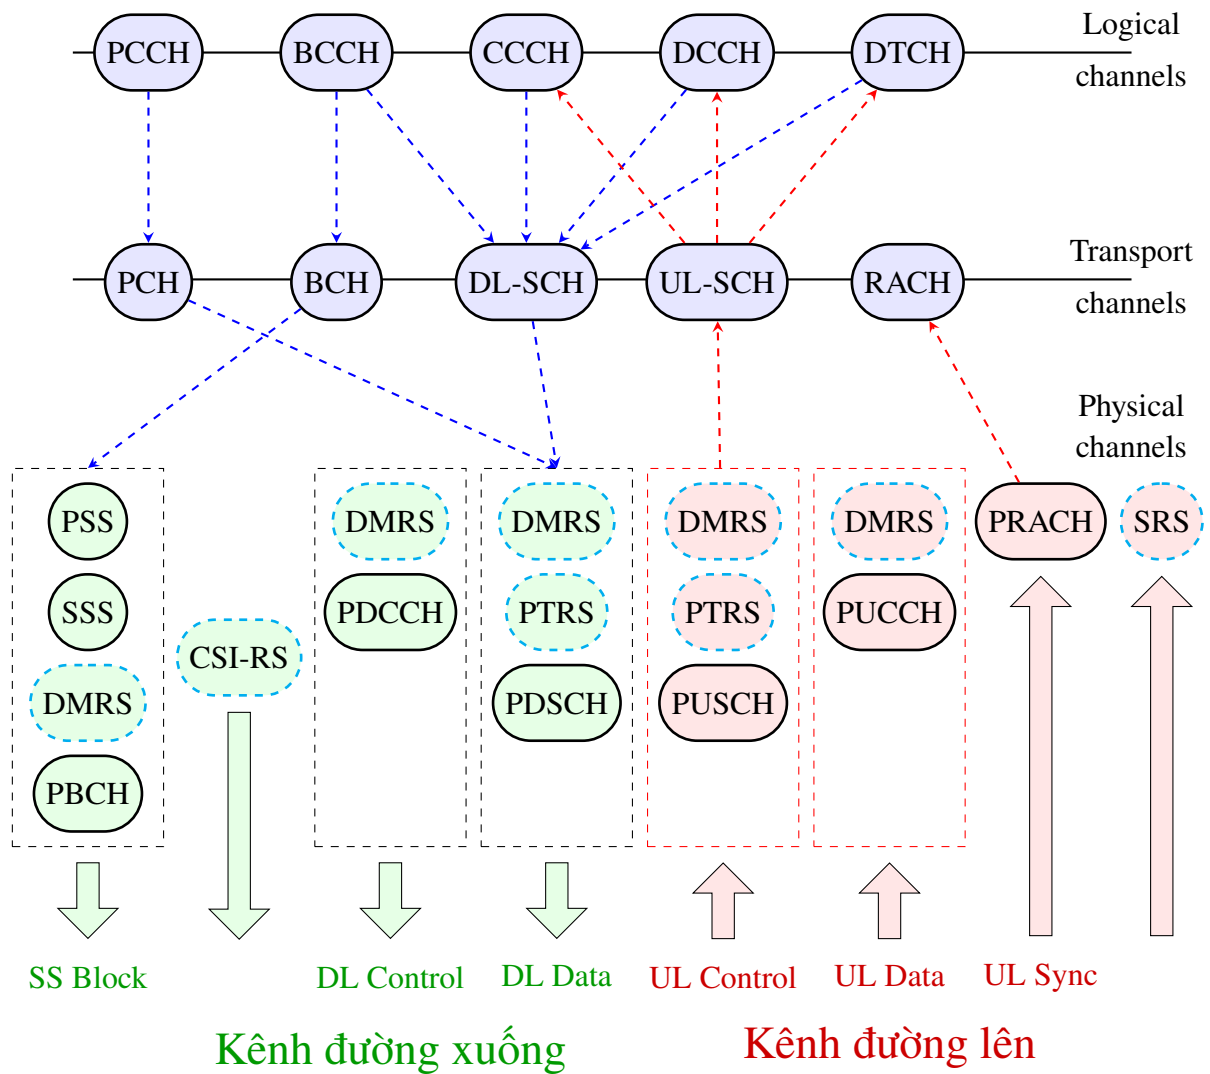 Logical
PCCH BCCH CCCH DCCH DTCH
channels
Transport
PCH BCH DL-SCH UL-SCH RACH
channels
Physical
channels
PSS DMRS DMRS DMRS DMRS PRACH SRS
SSS PDCCH PTRS PTRS PUCCH
CSI-RS
DMRS PDSCH PUSCH
PBCH
SS Block DL Control DL Data UL Control UL Data UL Sync
Kênh đường xuống Kênh đường lên